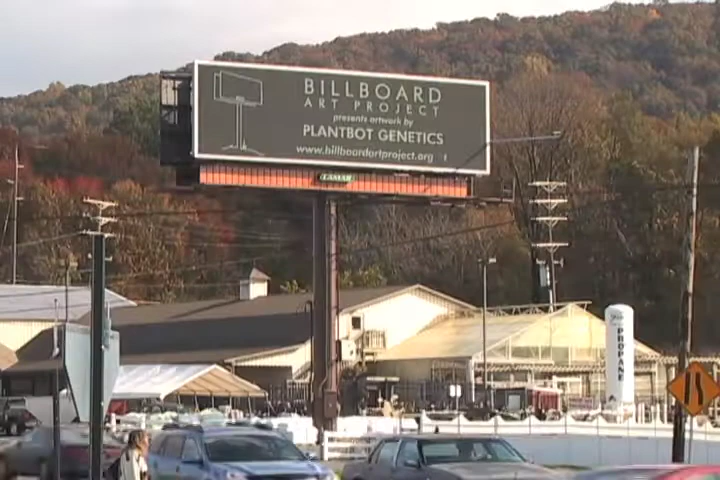 BILLBOARD
ART PROJECT
presents artwork by
PLANTBOT GENETICS
www.billboardartproject.org
LAMAR
PROPANE